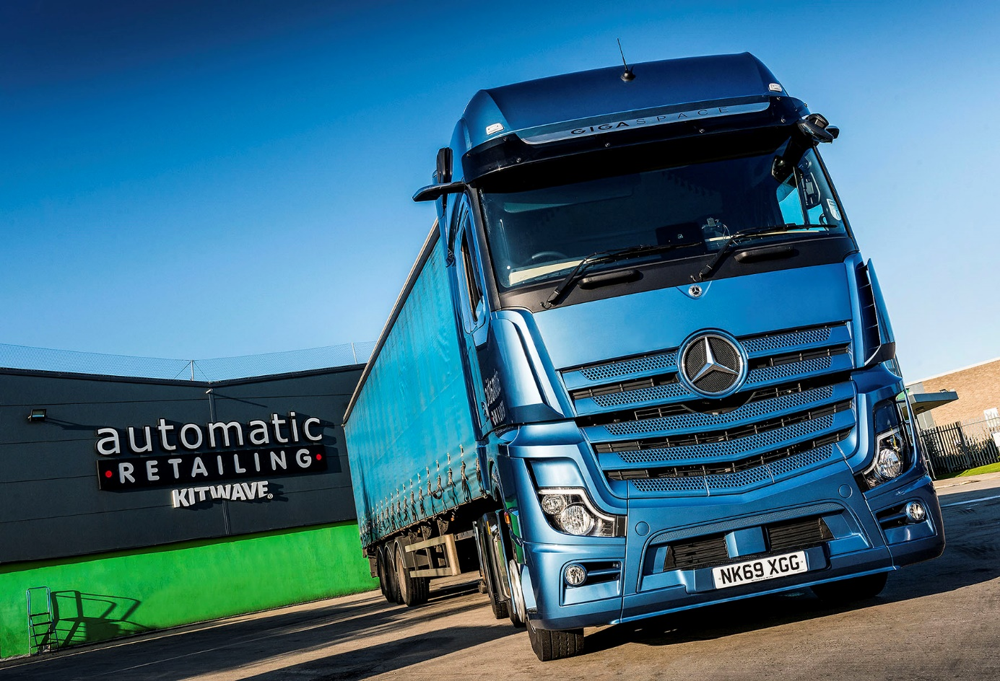 GIGASPACE
automatic
RETAILING
KITWAVE
NK69 XGG